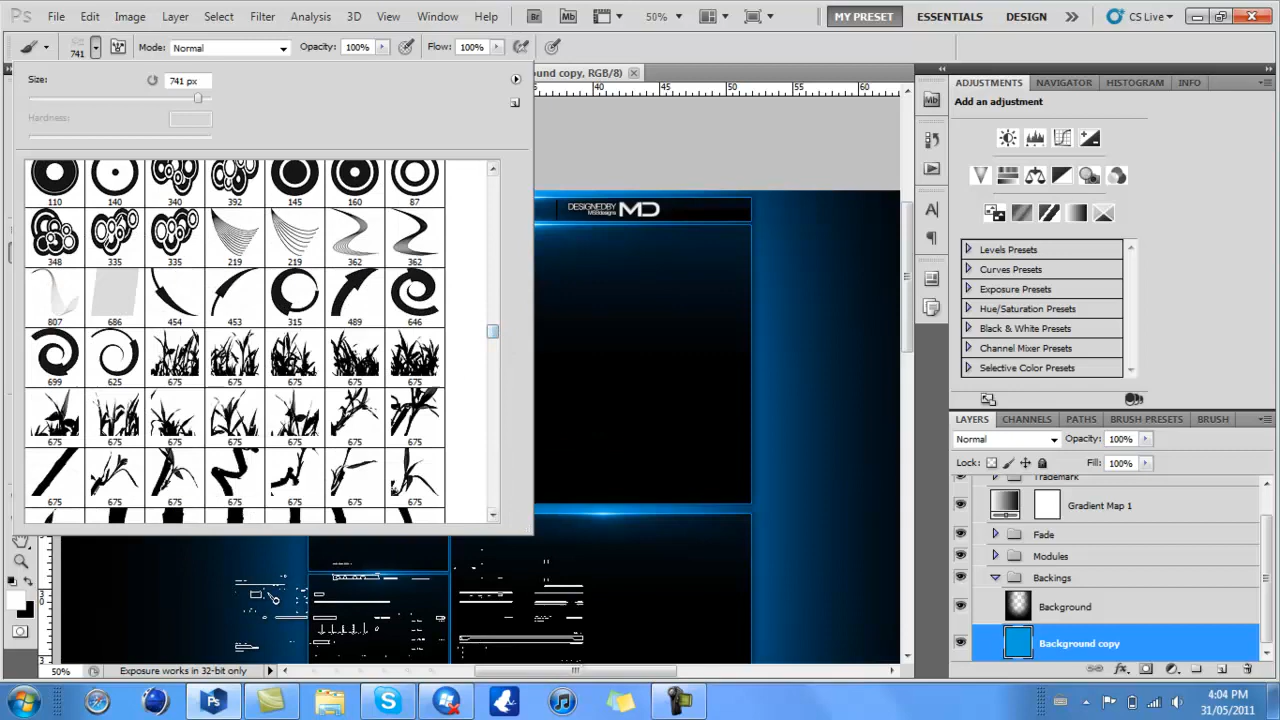 Ps File Edit Image Layer Select Filter Analysis 3D View Window Help Br Mb 50% MY PRESET ESSENTIALS DESIGN CS Live
741 Mode: Normal Opacity: 100% Flow: 100%
Size: 741 px
Hardness:
110 140 340 392 145 160 87
348 335 335 219 219 362 362
807 686 454 453 315 489 646
699 625 675 675 675 675 675
675 675 675 675 675 675 675
675 675 675 675 675 675 675
und copy, RGB/8)
40 45 50 55 60
DESIGNEDBY MD
ADJUSTMENTS NAVIGATOR HISTOGRAM INFO
Add an adjustment
Levels Presets
Curves Presets
Exposure Presets
Hue/Saturation Presets
Black & White Presets
Channel Mixer Presets
Selective Color Presets
LAYERS CHANNELS PATHS BRUSH PRESETS BRUSH
Normal Opacity: 100%
Lock: Fill: 100%
Trademark
Gradient Map 1
Fade
Modules
Backings
Background
Background copy
50% Exposure works in 32-bit only
4:04 PM
31/05/2011